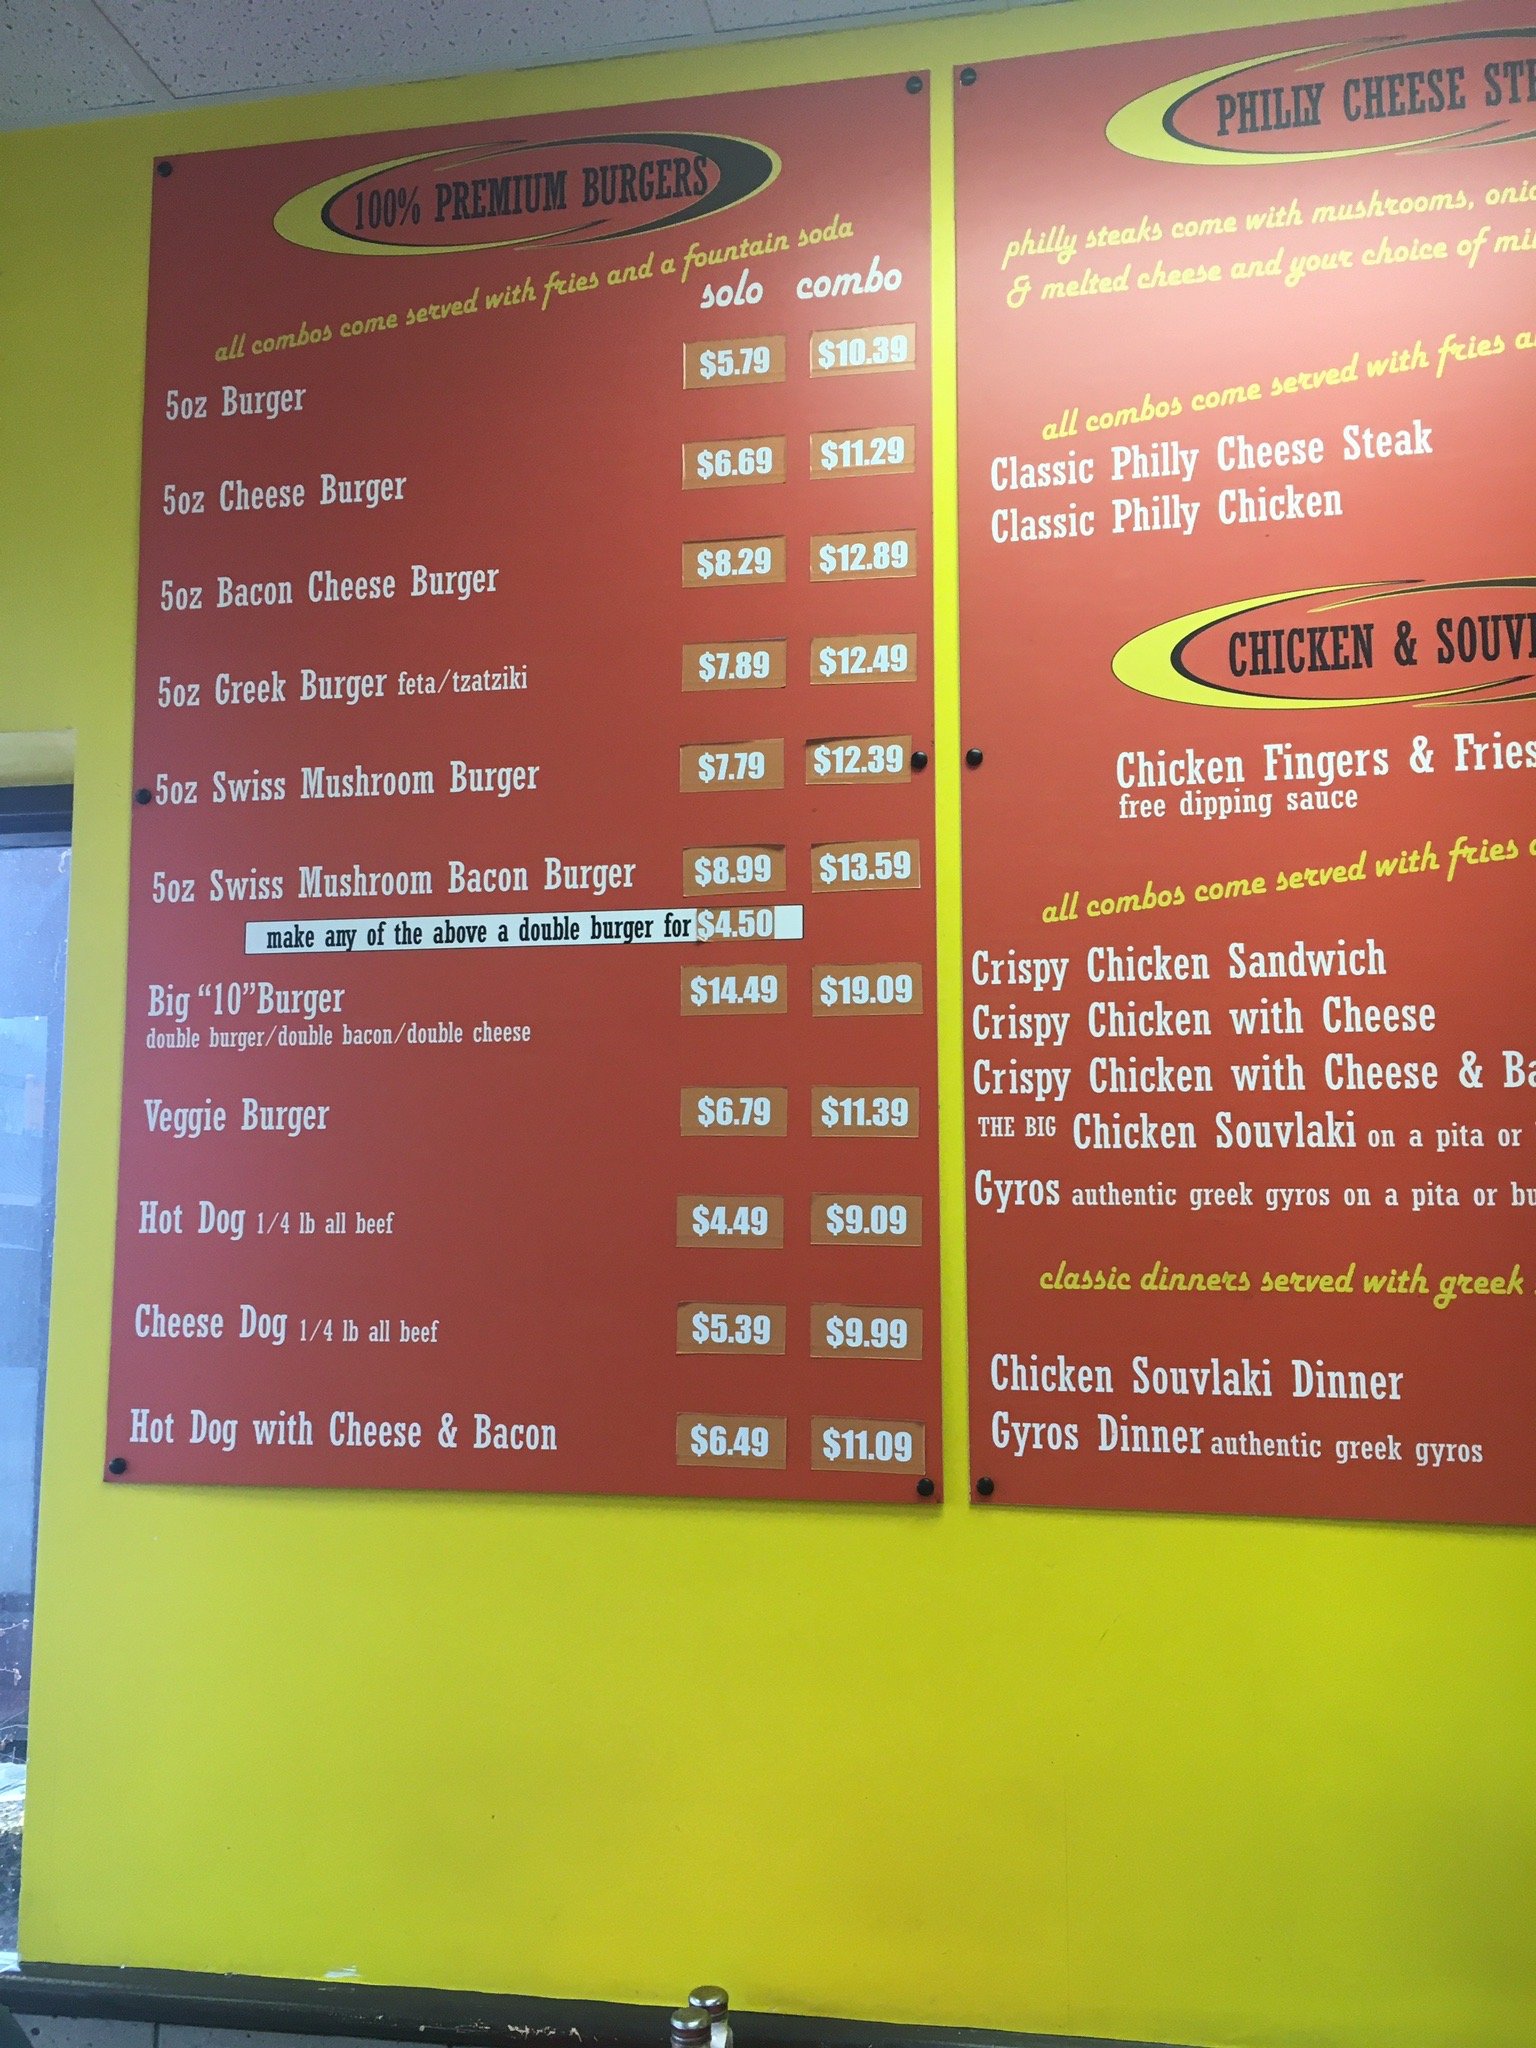 100% PREMIUM BURGERS
all combos come served with fries and a fountain soda
solo combo
5oz Burger $5.79 $10.39
5oz Cheese Burger $6.69 $11.29
5oz Bacon Cheese Burger $8.29 $12.89
5oz Greek Burger feta/tzatziki $7.89 $12.49
5oz Swiss Mushroom Burger $7.79 $12.39
5oz Swiss Mushroom Bacon Burger $8.99 $13.59
make any of the above a double burger for $4.50
Big "10" Burger $14.49 $19.09
double burger/double bacon/double cheese
Veggie Burger $6.79 $11.39
Hot Dog 1/4 lb all beef $4.49 $9.09
Cheese Dog 1/4 lb all beef $5.39 $9.99
Hot Dog with Cheese & Bacon $6.49 $11.09
PHILLY CHEESE
philly steaks come with mushrooms,
& melted cheese and your choice of
all combos come served with fries
Classic Philly Cheese Steak
Classic Philly Chicken
CHICKEN &
Chicken Fingers & Fries
free dipping sauce
all combos come served with fries
Crispy Chicken Sandwich
Crispy Chicken with Cheese
Crispy Chicken with Cheese &
THE BIG Chicken Souvlaki on a pita or
Gyros authentic greek gyros on a pita or
classic dinners served with greek
Chicken Souvlaki Dinner
Gyros Dinner authentic greek gyros